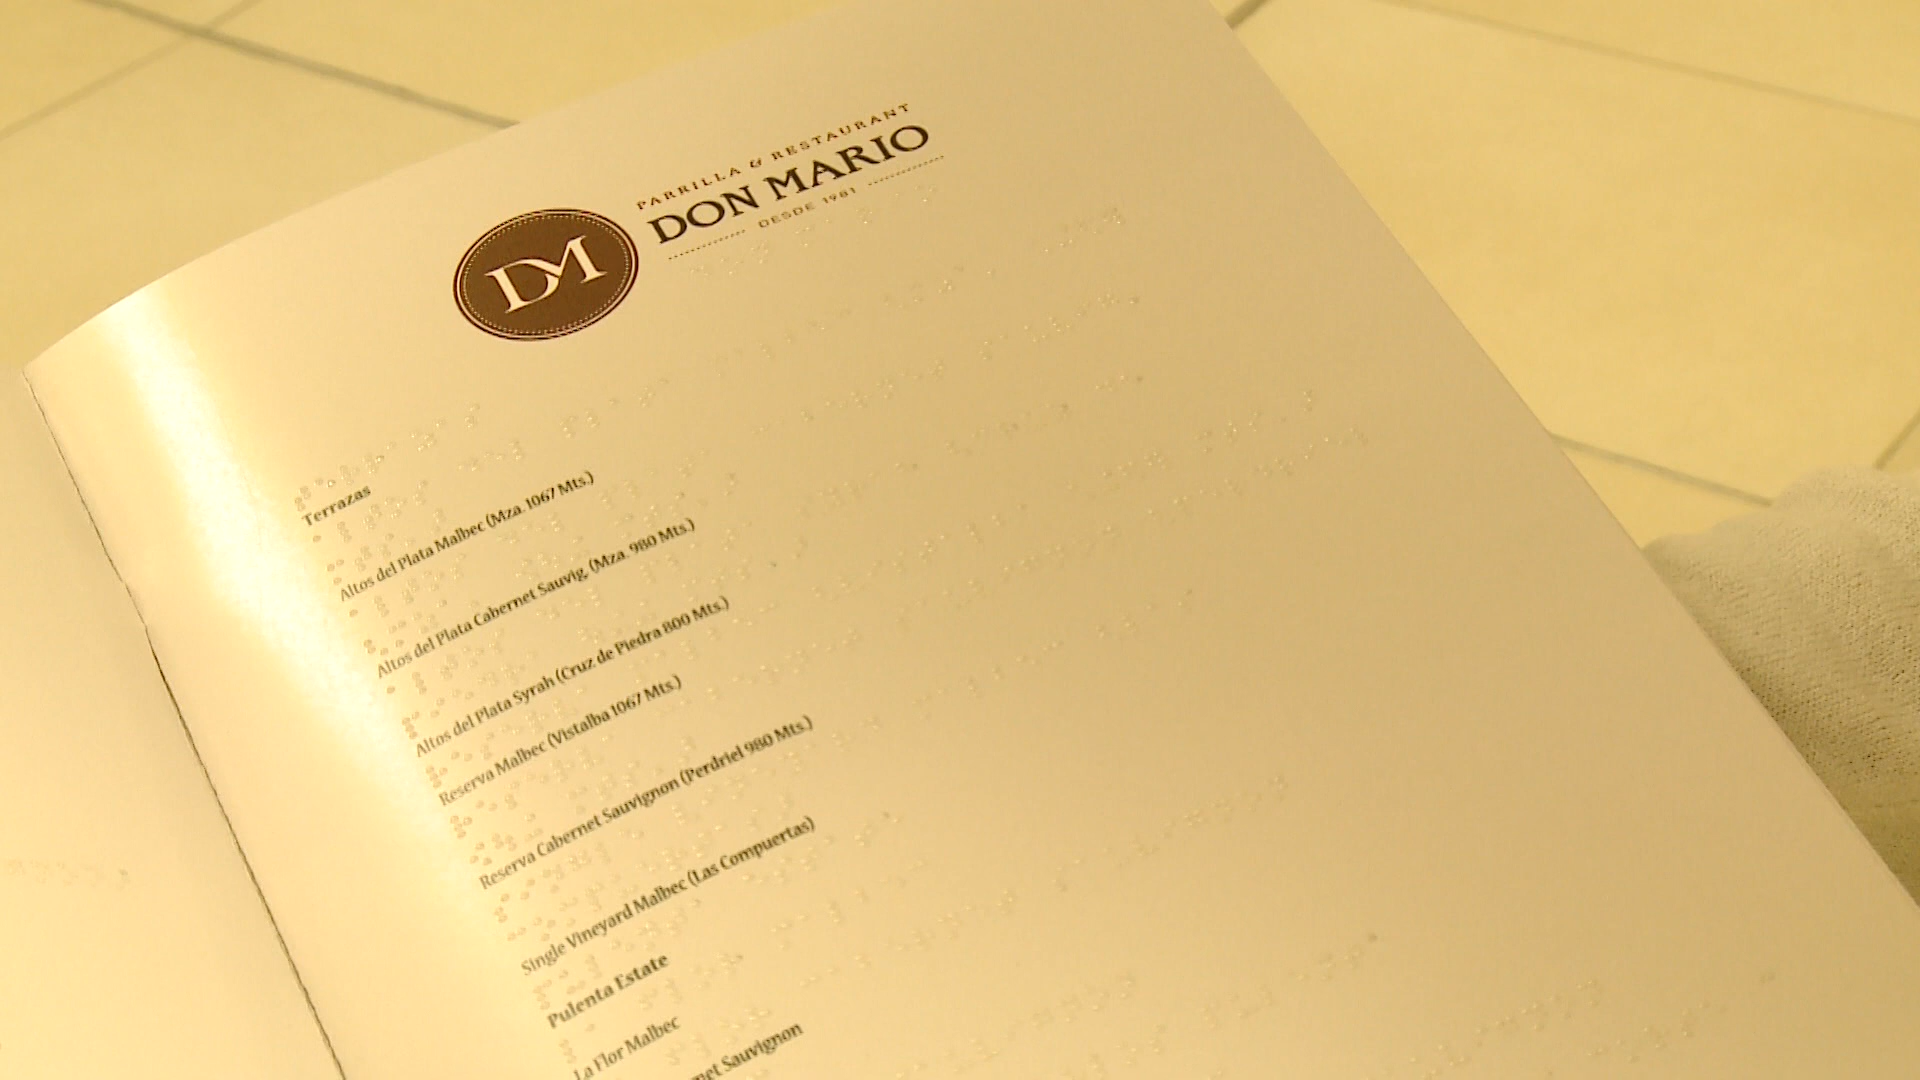 PARRILLA & RESTAURANT
DON MARIO
DESDE 1981
DM
Terrazas
Altos del Plata Malbec (Mza. 1067 Mts.)
Altos del Plata Cabernet Sauvig, (Mza. 980 Mts.)
Altos del Plata Syrah (Cruz de Piedra 800 Mts.)
Reserva Malbec (Vistalba 1067 Mts.)
Reserva Cabernet Sauvignon (Perdriel 980 Mts.)
Single Vineyard Malbec (Las Compuertas)
Pulenta Estate
La Flor Malbec
Sauvignon